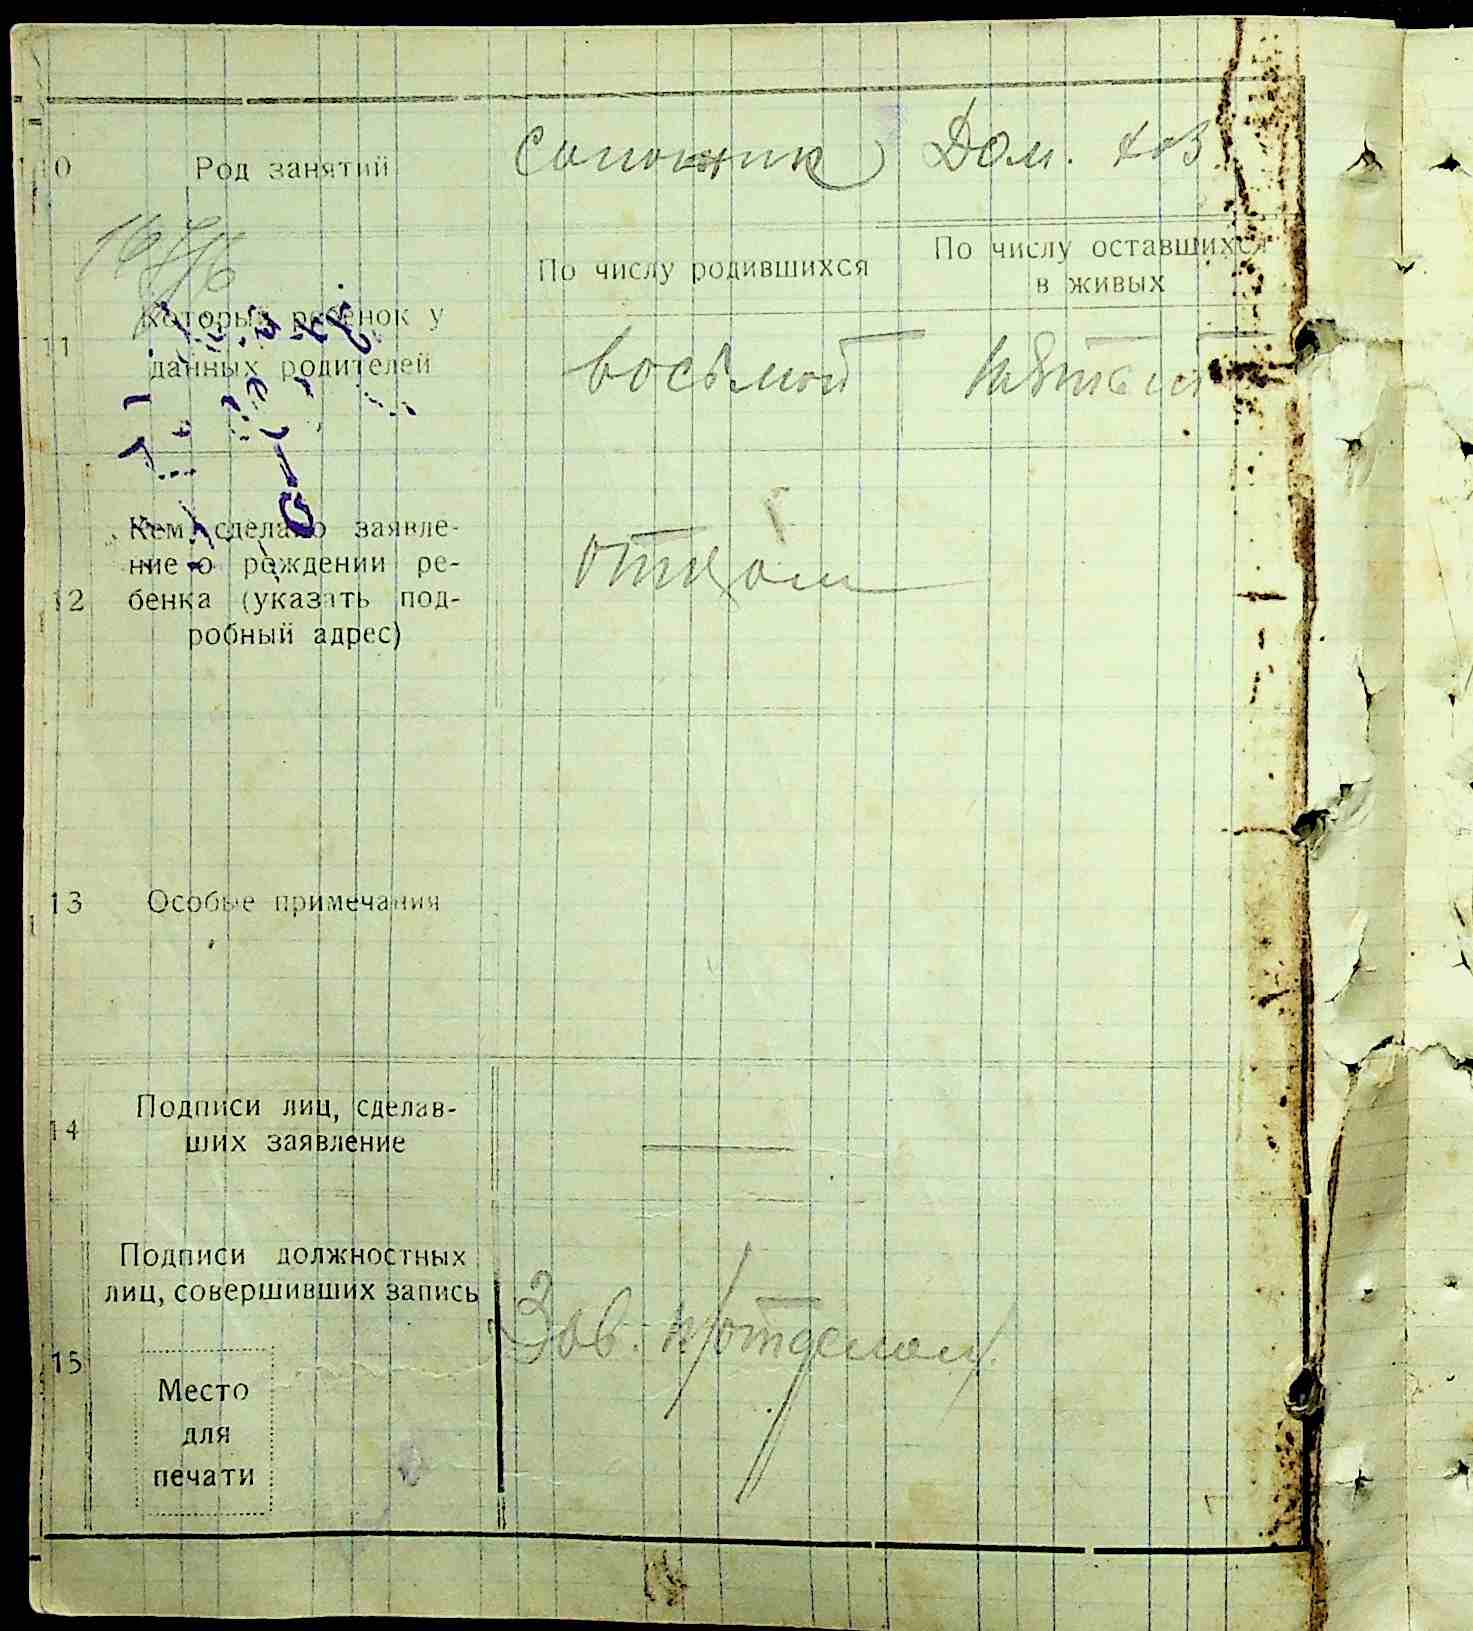 10 Род занятий Сапожник Дом. хоз
По числу родившихся По числу оставшихся
в живых
11 Который ребенок у
данных родителей восьмой пятый
Кем сделано заявле-
ние о рождении ре- отцом
12 бенка (указать под-
робный адрес)
13 Особые примечания
Подписи лиц, сделав-
14 ших заявление
Подписи должностных
лиц, совершивших запись
Зав. п/отделом
15
Место
для
печати